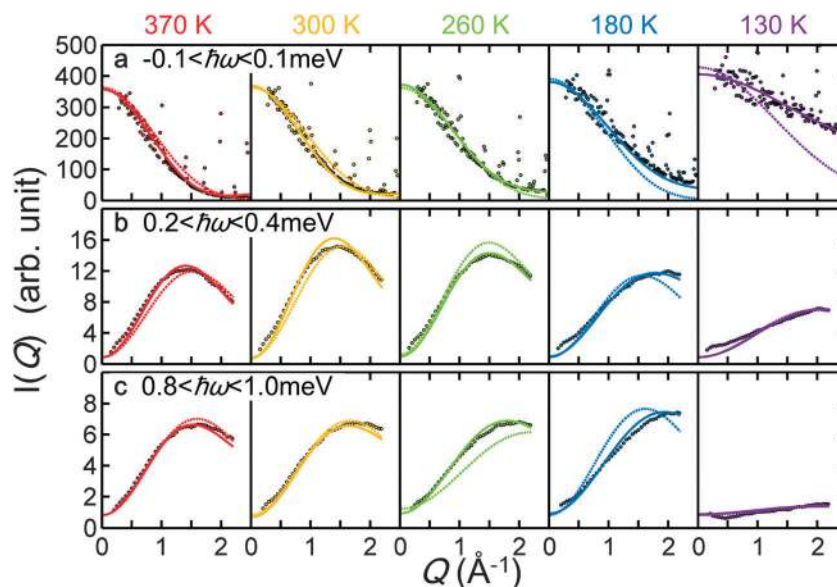 370 K 300 K 260 K 180 K 130 K
a -0.1<ħω<0.1meV
500
400
300
200
100
0
b 0.2<ħω<0.4meV
16
12
8
4
0
c 0.8<ħω<1.0meV
8
6
4
2
0
I(Q) (arb. unit)
0 1 2 0 1 2 0 1 2 0 1 2 0 1 2
Q (Å-1)